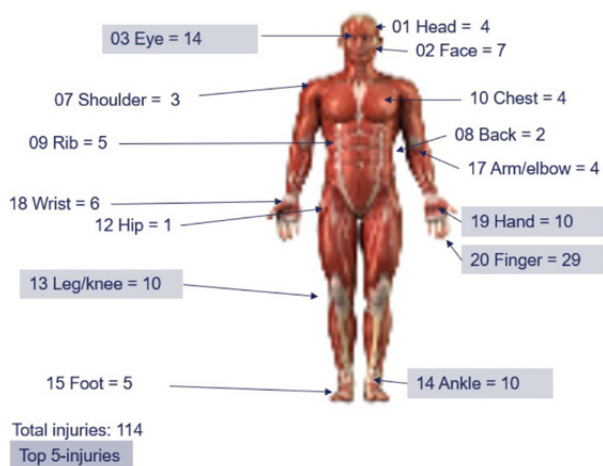 01 Head = 4
03 Eye = 14
02 Face = 7
07 Shoulder = 3
10 Chest = 4
09 Rib = 5
08 Back = 2
17 Arm/elbow = 4
18 Wrist = 6
12 Hip = 1
19 Hand = 10
20 Finger = 29
13 Leg/knee = 10
15 Foot = 5
14 Ankle = 10
Total injuries: 114
Top 5-injuries